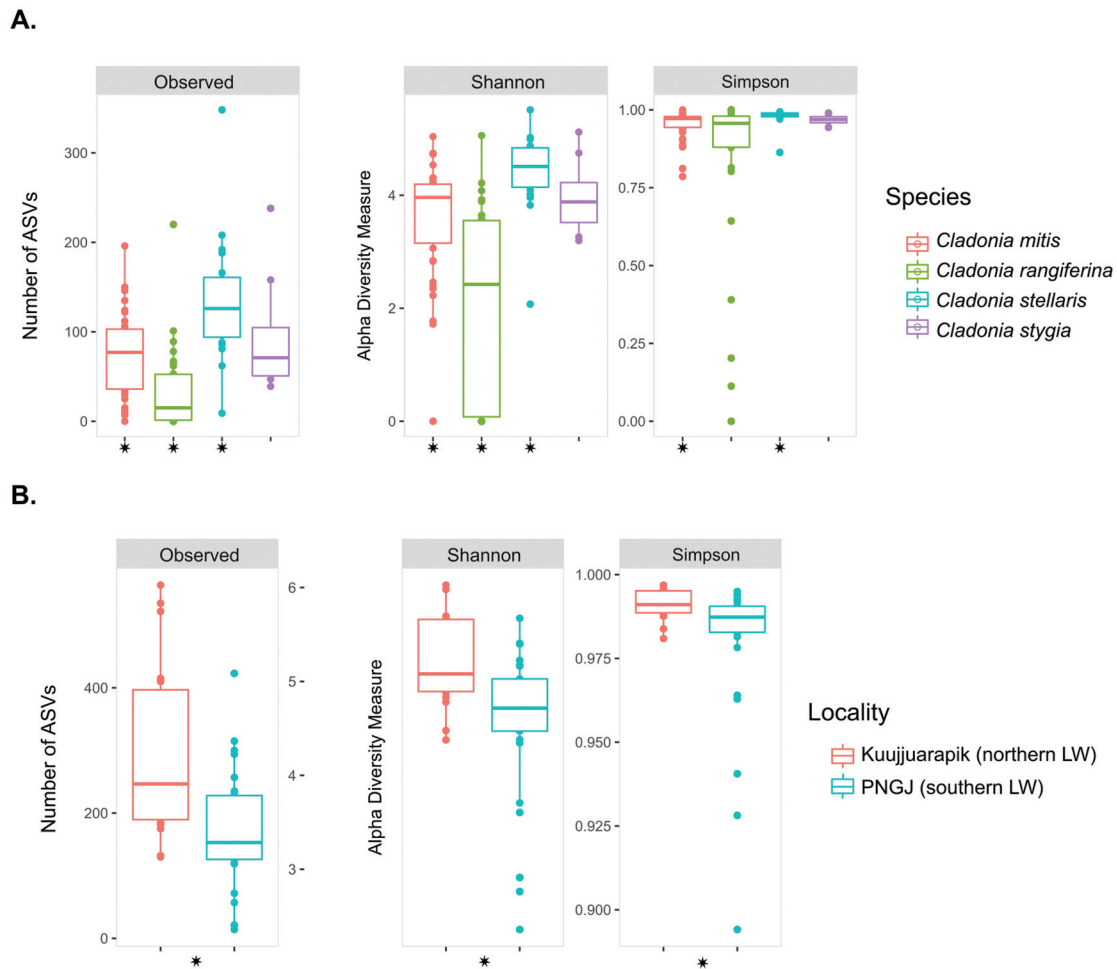 A.
Observed
Shannon
Simpson
Number of ASVs
300
200
100
0
Alpha Diversity Measure
4
2
0
1.00
0.75
0.50
0.25
0.00
Species
Cladonia mitis
Cladonia rangiferina
Cladonia stellaris
Cladonia stygia
B.
Observed
Shannon
Simpson
Number of ASVs
400
200
0
6
5
4
3
Alpha Diversity Measure
1.000
0.975
0.950
0.925
0.900
Locality
Kuujjuarapik (northern LW)
PNGJ (southern LW)